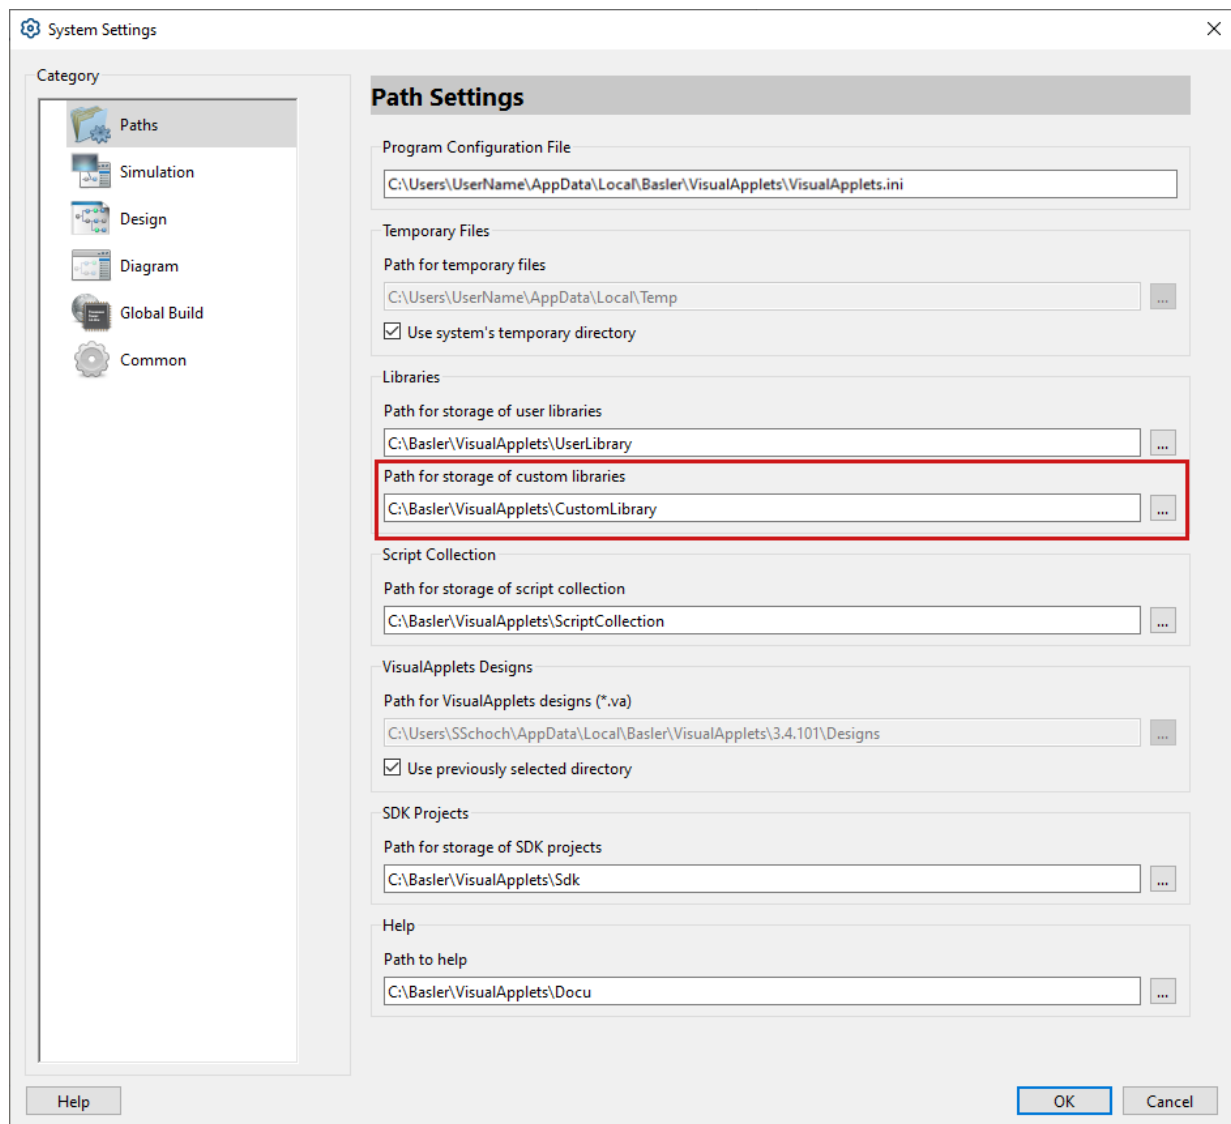 System Settings
Category
Paths
Simulation
Design
Diagram
Global Build
Common
Path Settings
Program Configuration File
C:\Users\UserName\AppData\Local\Basler\VisualApplets\VisualApplets.ini
Temporary Files
Path for temporary files
C:\Users\UserName\AppData\Local\Temp
...
Use system's temporary directory
Libraries
Path for storage of user libraries
C:\Basler\VisualApplets\UserLibrary
...
Path for storage of custom libraries
C:\Basler\VisualApplets\CustomLibrary
...
Script Collection
Path for storage of script collection
C:\Basler\VisualApplets\ScriptCollection
...
VisualApplets Designs
Path for VisualApplets designs (*.va)
C:\Users\SSchoch\AppData\Local\Basler\VisualApplets\3.4.101\Designs
...
Use previously selected directory
SDK Projects
Path for storage of SDK projects
C:\Basler\VisualApplets\Sdk
...
Help
Path to help
C:\Basler\VisualApplets\Docu
...
Help
OK
Cancel